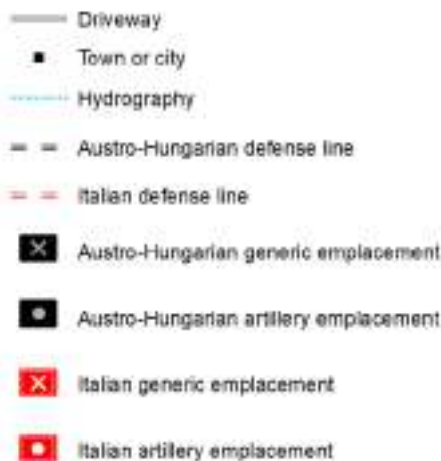 Driveway
Town or city
Hydrography
Austro-Hungarian defense line
Italian defense line
Austro-Hungarian generic emplacement
Austro-Hungarian artillery emplacement
Italian generic emplacement
Italian artillery emplacement